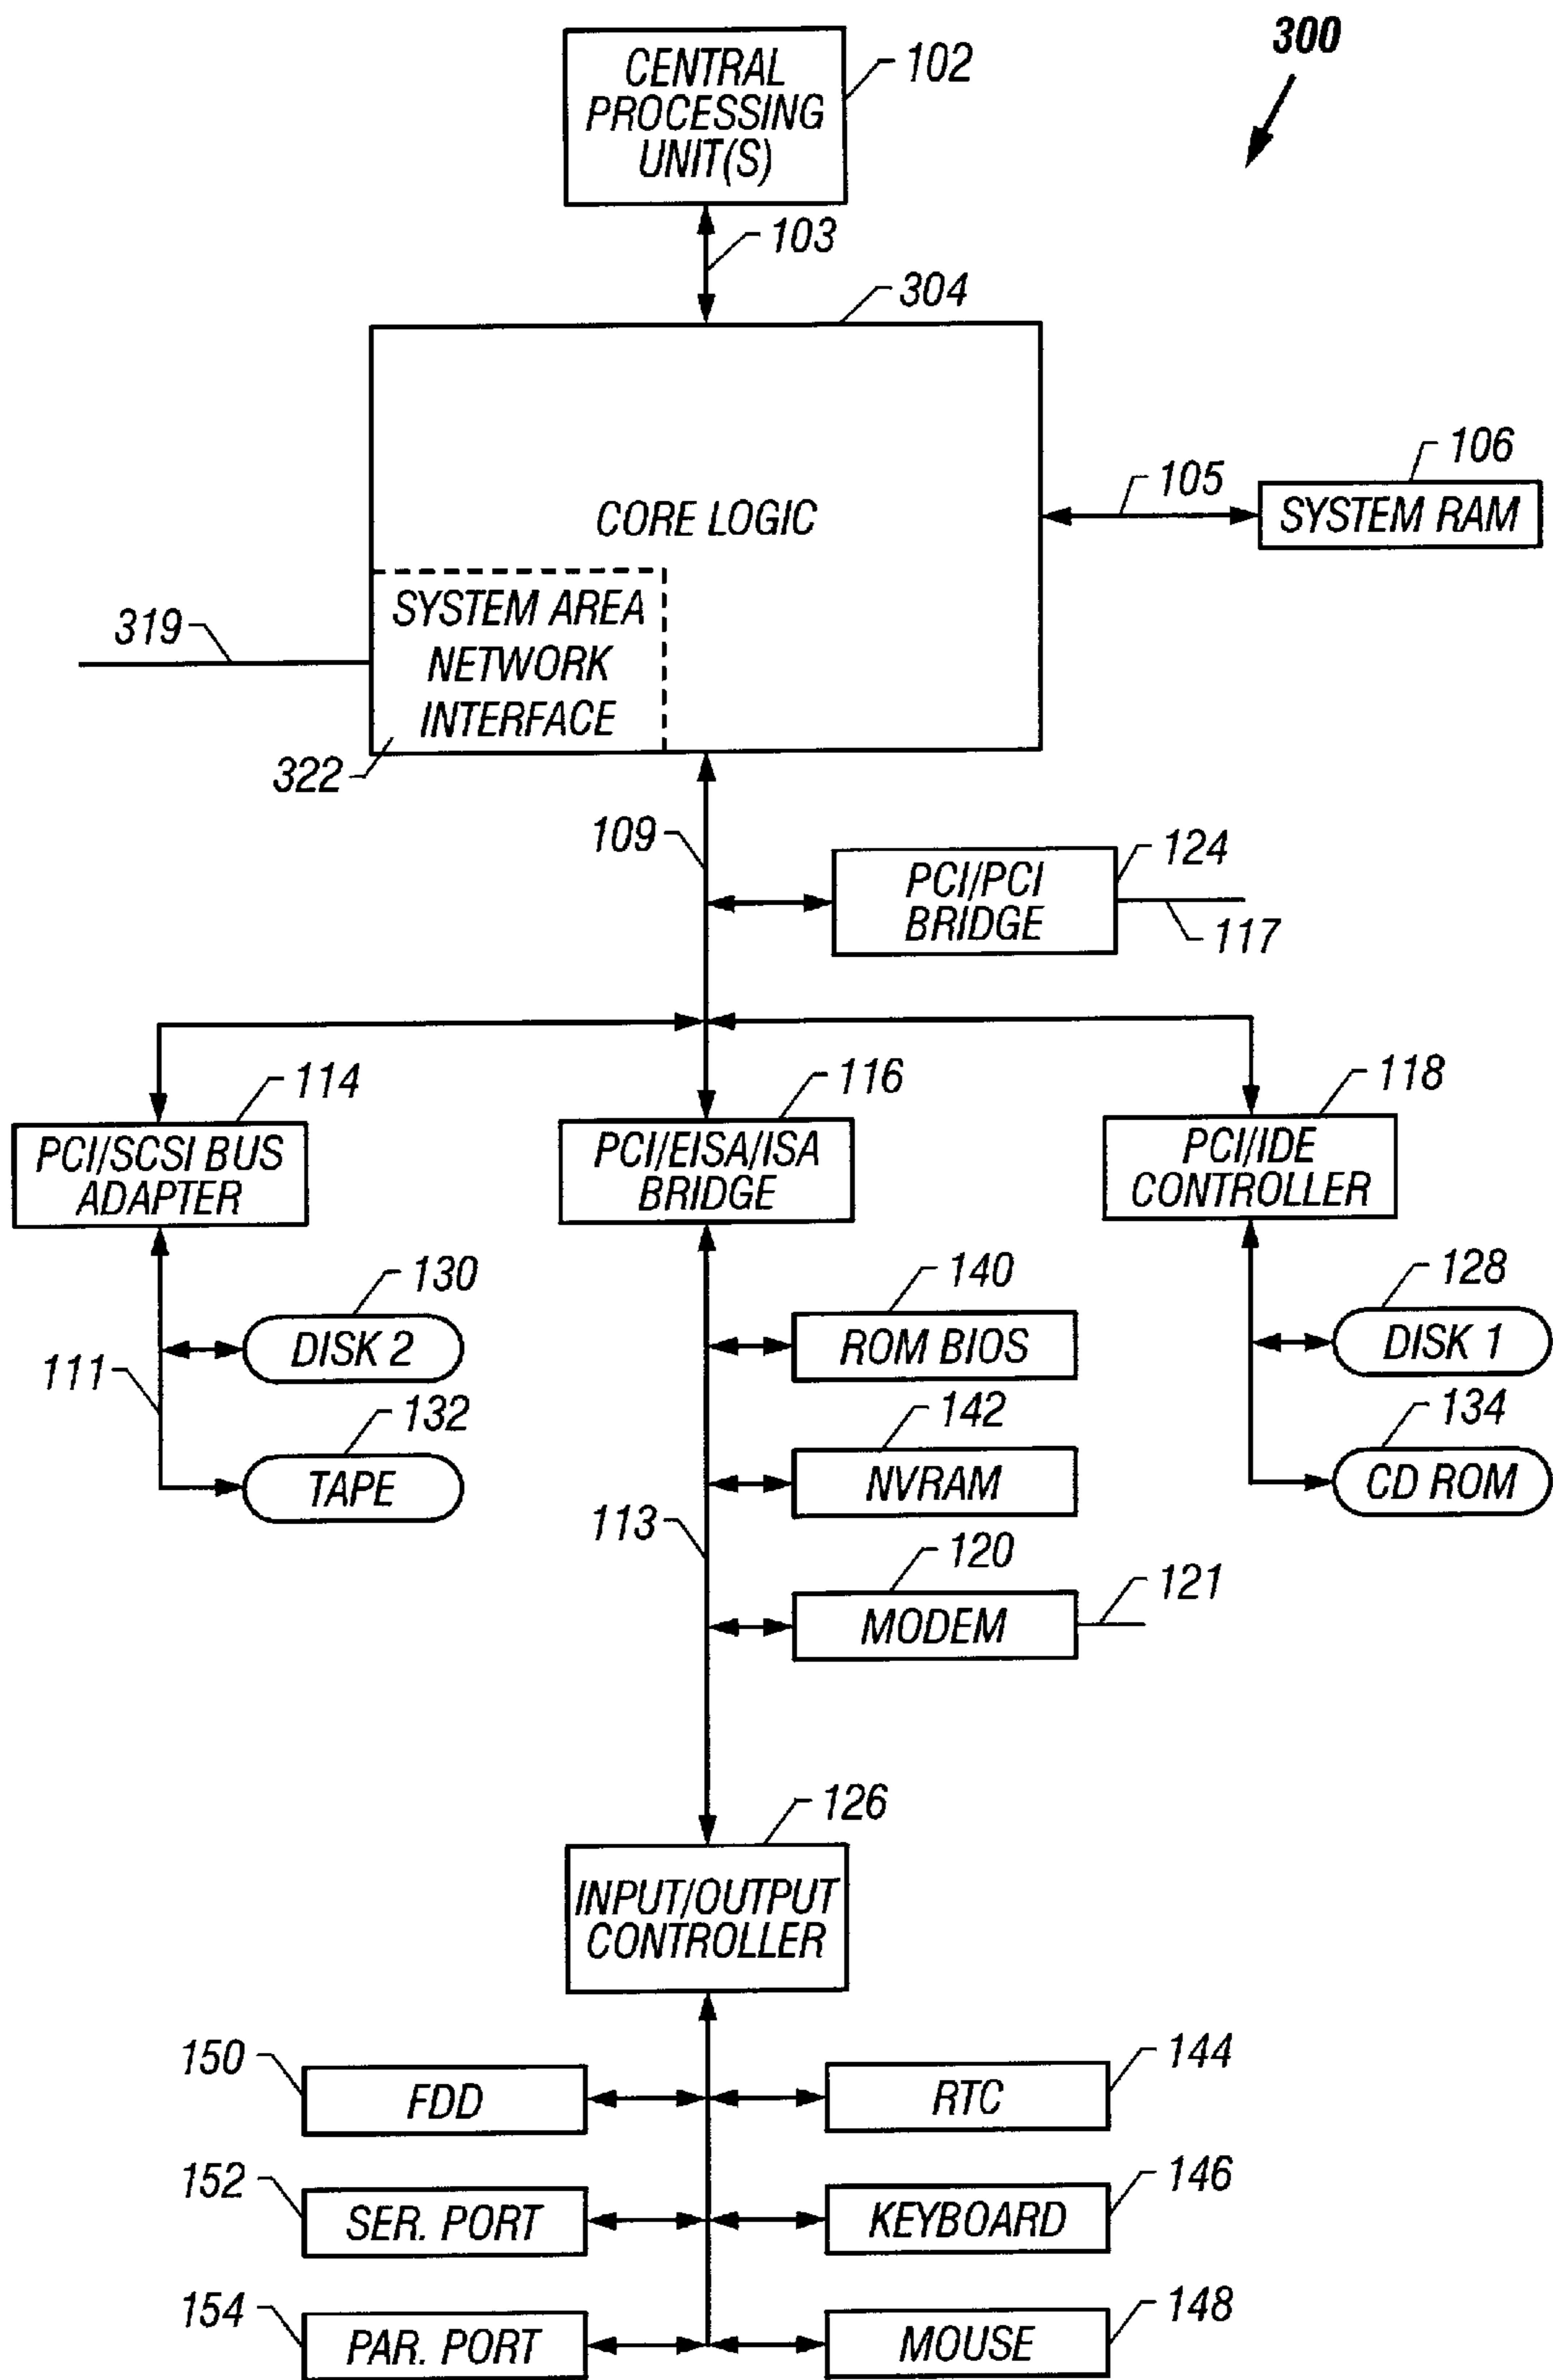 300
CENTRAL
PROCESSING
UNIT(S)
102
103
304
CORE LOGIC
105
106
SYSTEM RAM
SYSTEM AREA
NETWORK
INTERFACE
319
322
109
PCI/PCI
BRIDGE
124
117
114
PCI/SCSI BUS
ADAPTER
116
PCI/EISA/ISA
BRIDGE
118
PCI/IDE
CONTROLLER
130
DISK 2
111
132
TAPE
140
ROM BIOS
142
NVRAM
113
120
MODEM
121
128
DISK 1
134
CD ROM
126
INPUT/OUTPUT
CONTROLLER
150
FDD
144
RTC
152
SER. PORT
146
KEYBOARD
154
PAR. PORT
148
MOUSE